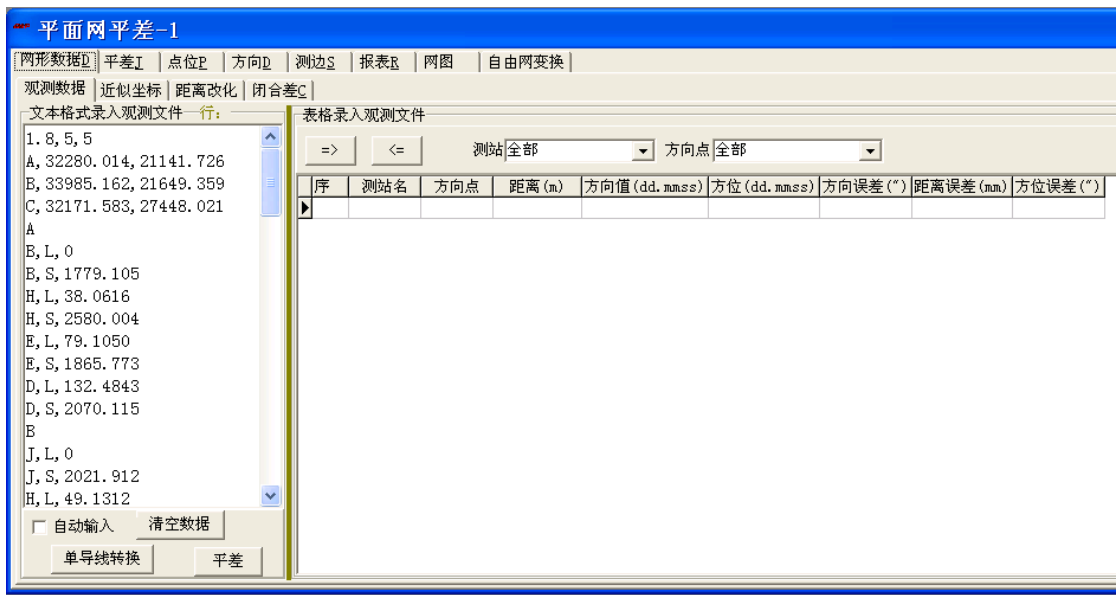 平面网平差-1
网形数据D 平差J 点位P 方向D 测边S 报表R 网图 自由网变换
观测数据 近似坐标 距离改化 闭合差C
文本格式录入观测文件 行:
1.8,5,5
A,32280.014,21141.726
B,33985.162,21649.359
C,32171.583,27448.021
A
B,L,0
B,S,1779.105
H,L,38.0616
H,S,2580.004
E,L,79.1050
E,S,1865.773
D,L,132.4843
D,S,2070.115
B
J,L,0
J,S,2021.912
H,L,49.1312
自动输入 清空数据
单导线转换 平差
表格录入观测文件
=> <= 测站 全部 方向点 全部
序 测站名 方向点 距离(m) 方向值(dd.mmss) 方位(dd.mmss) 方向误差(") 距离误差(mm) 方位误差(")